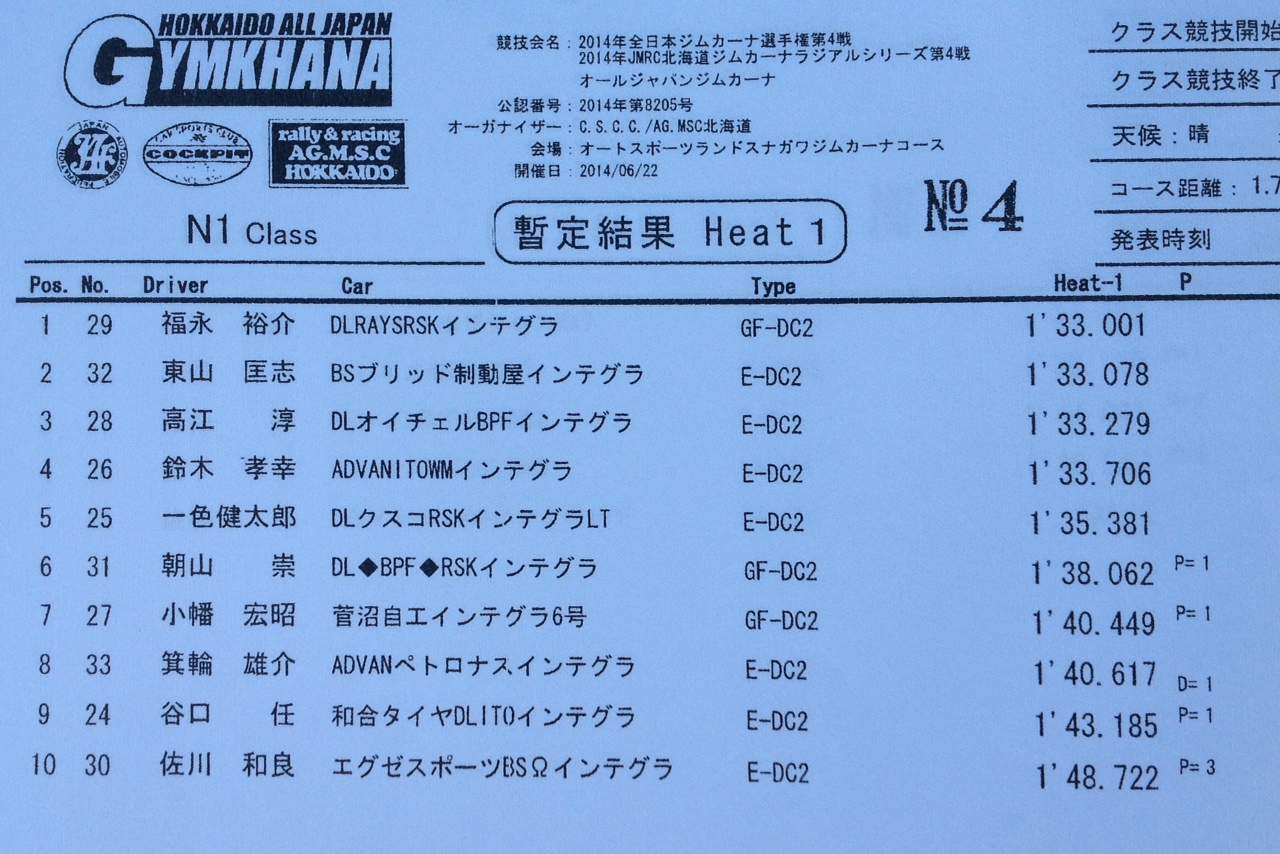 HOKKAIDO ALL JAPAN
GYMKHANA
JAPAN AUTOMOBILE FEDERATION
JAF
CAR SPORTS CLUB
COCKPIT
rally & racing
AG.M.S.C
HOKKAIDO
競技会名：2014年全日本ジムカーナ選手権第4戦
2014年JMRC北海道ジムカーナラジアルシリーズ第4戦
オールジャパンジムカーナ
公認番号：2014年第8205号
オーガナイザー：C.S.C.C./AG.MSC北海道
会場：オートスポーツランドスナガワジムカーナコース
開催日：2014/06/22
クラス競技開始
クラス競技終了
天候：晴
コース距離：1.7
発表時刻
N1 Class
暫定結果 Heat 1
№ 4
Pos. No. Driver Car Type Heat-1 P
1 29 福永 裕介 DLRAYSRSKインテグラ GF-DC2 1'33.001
2 32 東山 匡志 BSブリッド制動屋インテグラ E-DC2 1'33.078
3 28 高江 淳 DLオイチェルBPFインテグラ E-DC2 1'33.279
4 26 鈴木 孝幸 ADVANITOWMインテグラ E-DC2 1'33.706
5 25 一色健太郎 DLクスコRSKインテグラLT E-DC2 1'35.381
6 31 朝山 崇 DL◆BPF◆RSKインテグラ GF-DC2 1'38.062 P= 1
7 27 小幡 宏昭 菅沼自工インテグラ6号 GF-DC2 1'40.449 P= 1
8 33 箕輪 雄介 ADVANペトロナスインテグラ E-DC2 1'40.617 D= 1
9 24 谷口 任 和合タイヤDLITOインテグラ E-DC2 1'43.185 P= 1
10 30 佐川 和良 エグゼスポーツBSΩインテグラ E-DC2 1'48.722 P= 3